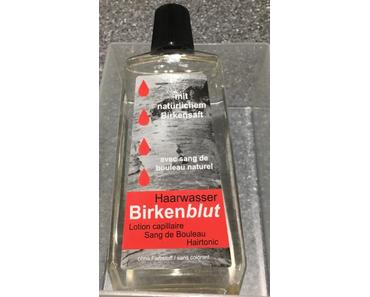 mit
natürlichem
Birkensaft
avec sang de
bouleau naturel
Haarwasser
Birkenblut
Lotion capillaire
Sang de Bouleau
Hairtonic
ohne Farbstoff / sans colorant